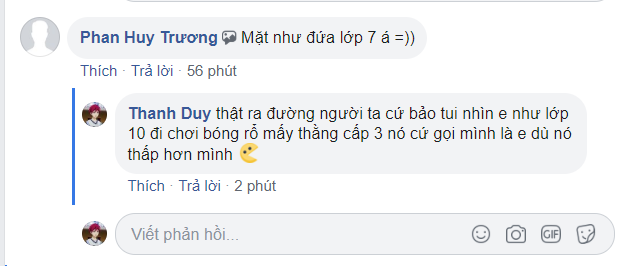 Phan Huy Trương Mặt như đứa lớp 7 á =))
Thích · Trả lời · 56 phút
Thanh Duy thật ra đường người ta cứ bảo tui nhìn e như lớp
10 đi chơi bóng rổ mấy thằng cấp 3 nó cứ gọi mình là e dù nó
thấp hơn mình
Thích · Trả lời · 2 phút
Viết phản hồi...
GIF